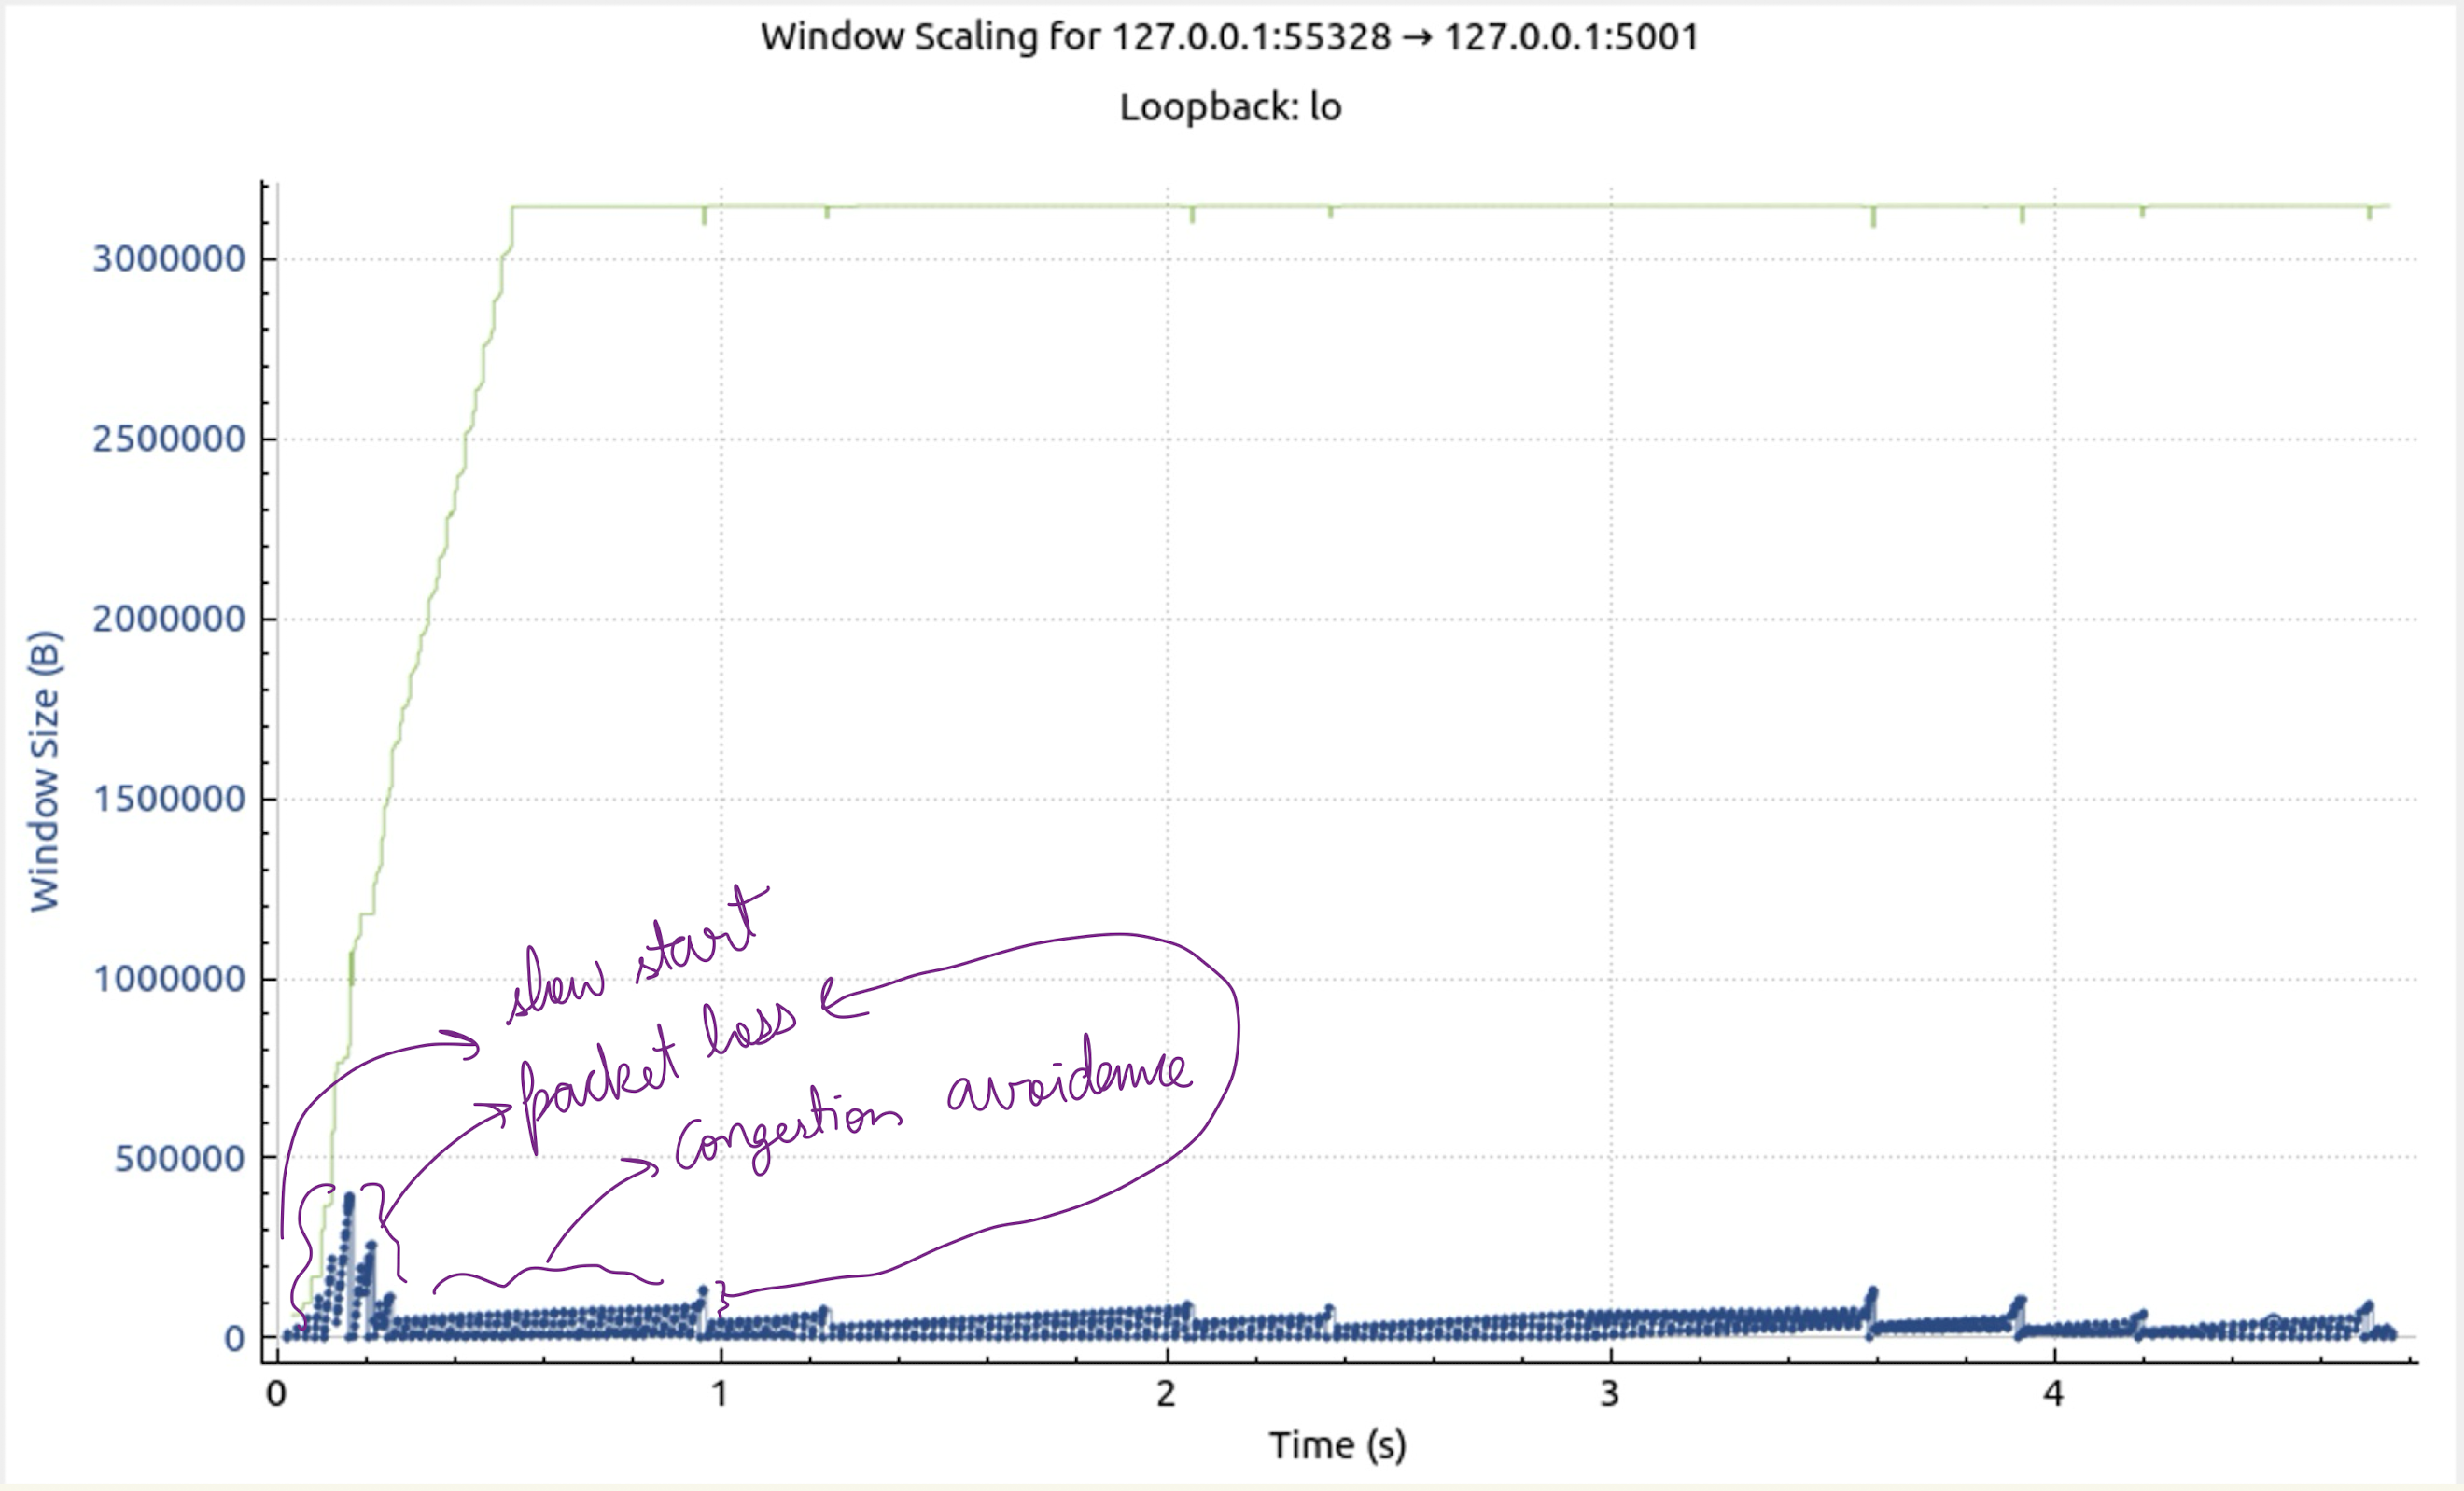 Window Scaling for 127.0.0.1:55328 → 127.0.0.1:5001
Loopback: lo
3000000
2500000
2000000
1500000
1000000
500000
0
Window Size (B)
slow start
packet loss
congestion avoidance
0 1 2 3 4
Time (s)